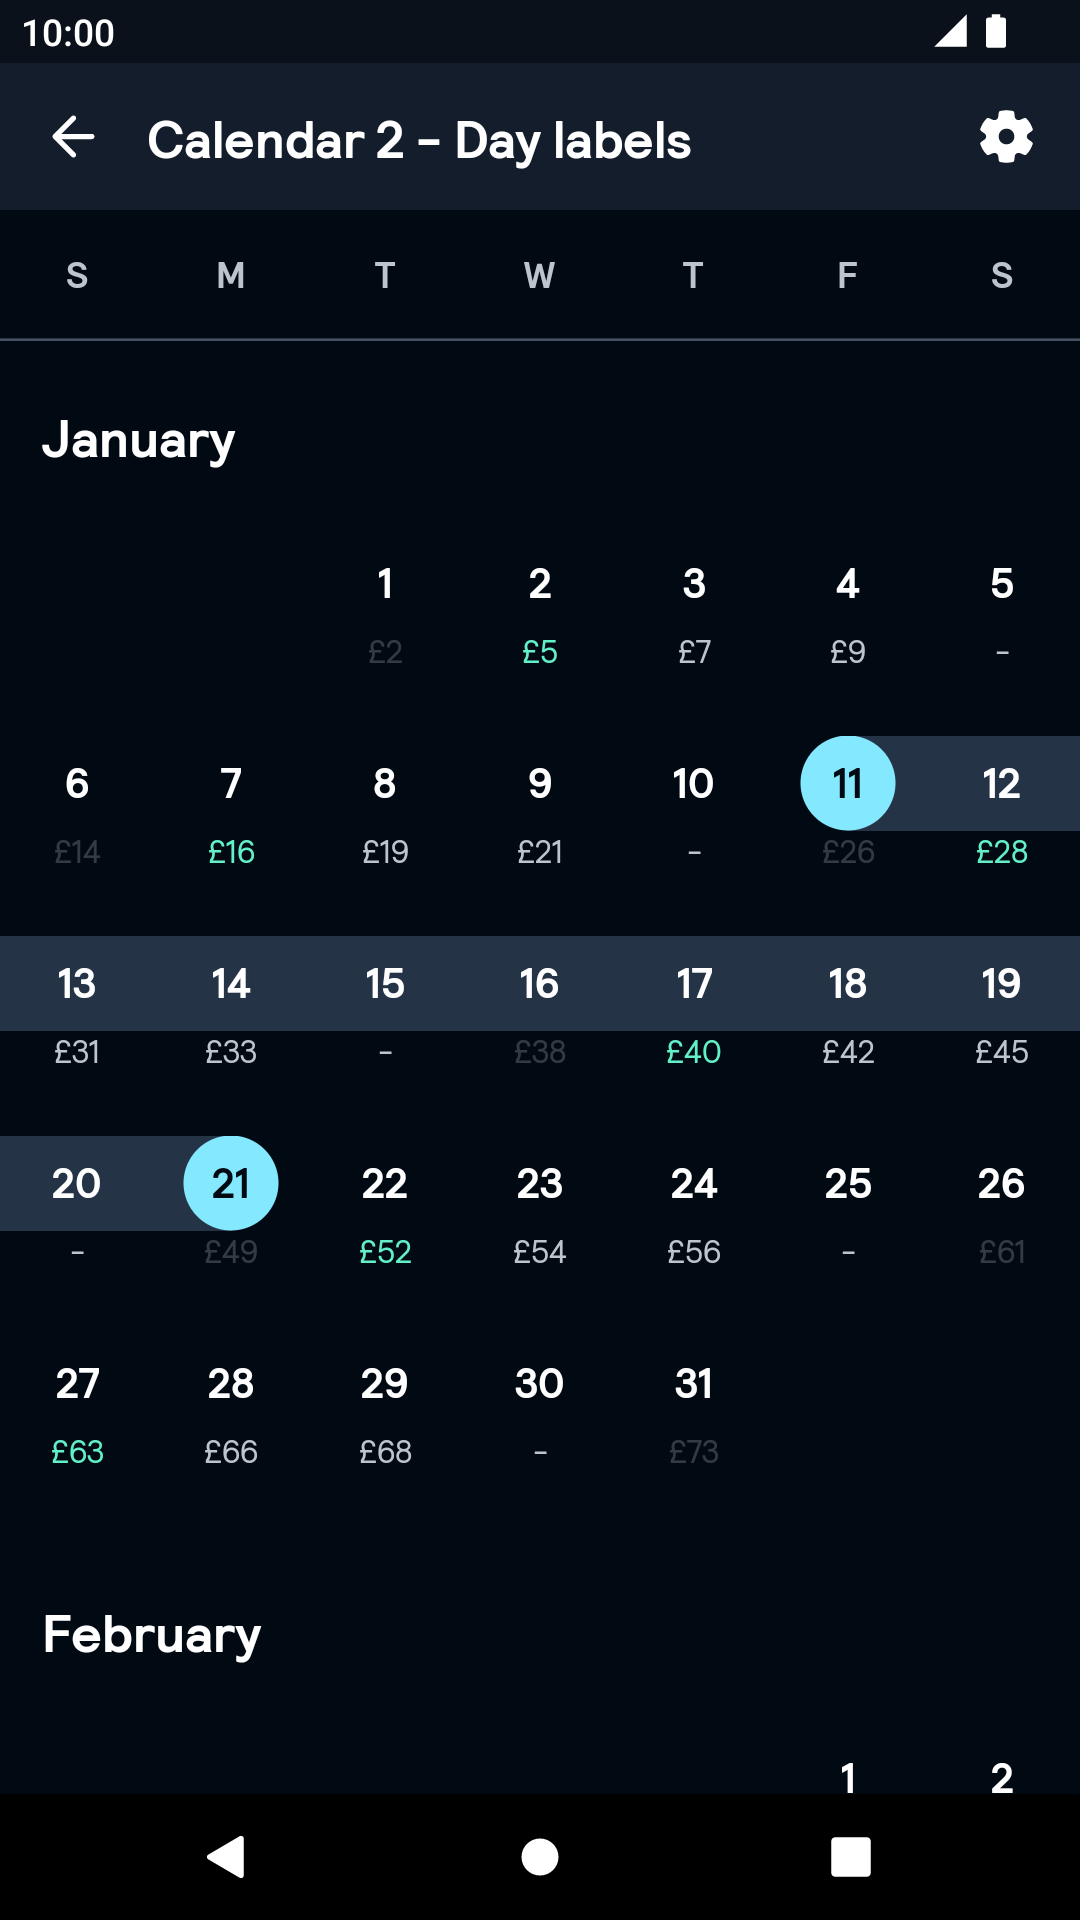 10:00
Calendar 2 - Day labels
S M T W T F S
January
1 2 3 4 5
£2 £5 £7 £9 -
6 7 8 9 10 11 12
£14 £16 £19 £21 - £26 £28
13 14 15 16 17 18 19
£31 £33 - £38 £40 £42 £45
20 21 22 23 24 25 26
- £49 £52 £54 £56 - £61
27 28 29 30 31
£63 £66 £68 - £73
February
1 2